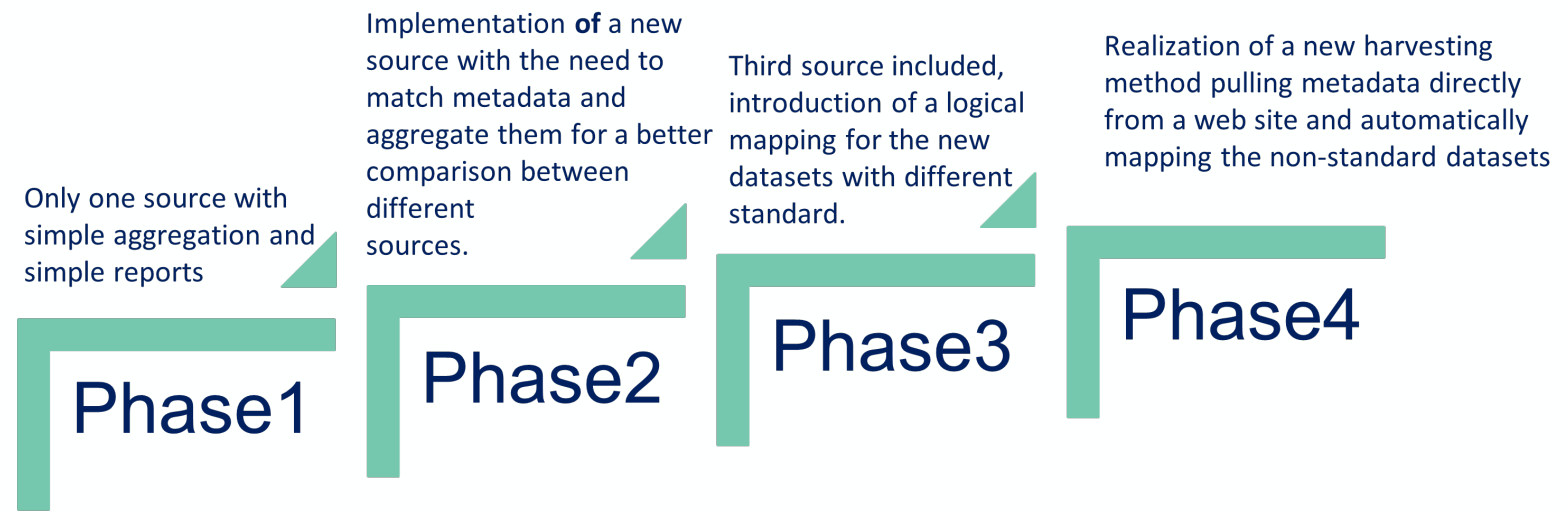 Only one source with
simple aggregation and
simple reports
Phase1
Implementation of a new
source with the need to
match metadata and
aggregate them for a better
comparison between
different
sources.
Phase2
Third source included,
introduction of a logical
mapping for the new
datasets with different
standard.
Phase3
Realization of a new harvesting
method pulling metadata directly
from a web site and automatically
mapping the non-standard datasets
Phase4